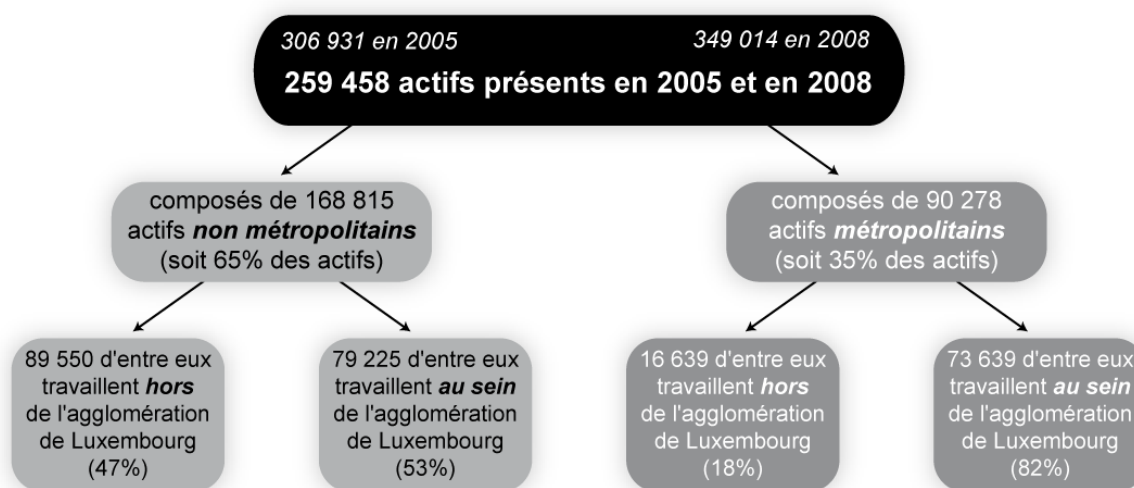 306 931 en 2005
349 014 en 2008
259 458 actifs présents en 2005 et en 2008
composés de 168 815
actifs non métropolitains
(soit 65% des actifs)
composés de 90 278
actifs métropolitains
(soit 35% des actifs)
89 550 d'entre eux
travaillent hors
de l'agglomération
de Luxembourg
(47%)
79 225 d'entre eux
travaillent au sein
de l'agglomération
de Luxembourg
(53%)
16 639 d'entre eux
travaillent hors
de l'agglomération
de Luxembourg
(18%)
73 639 d'entre eux
travaillent au sein
de l'agglomération
de Luxembourg
(82%)